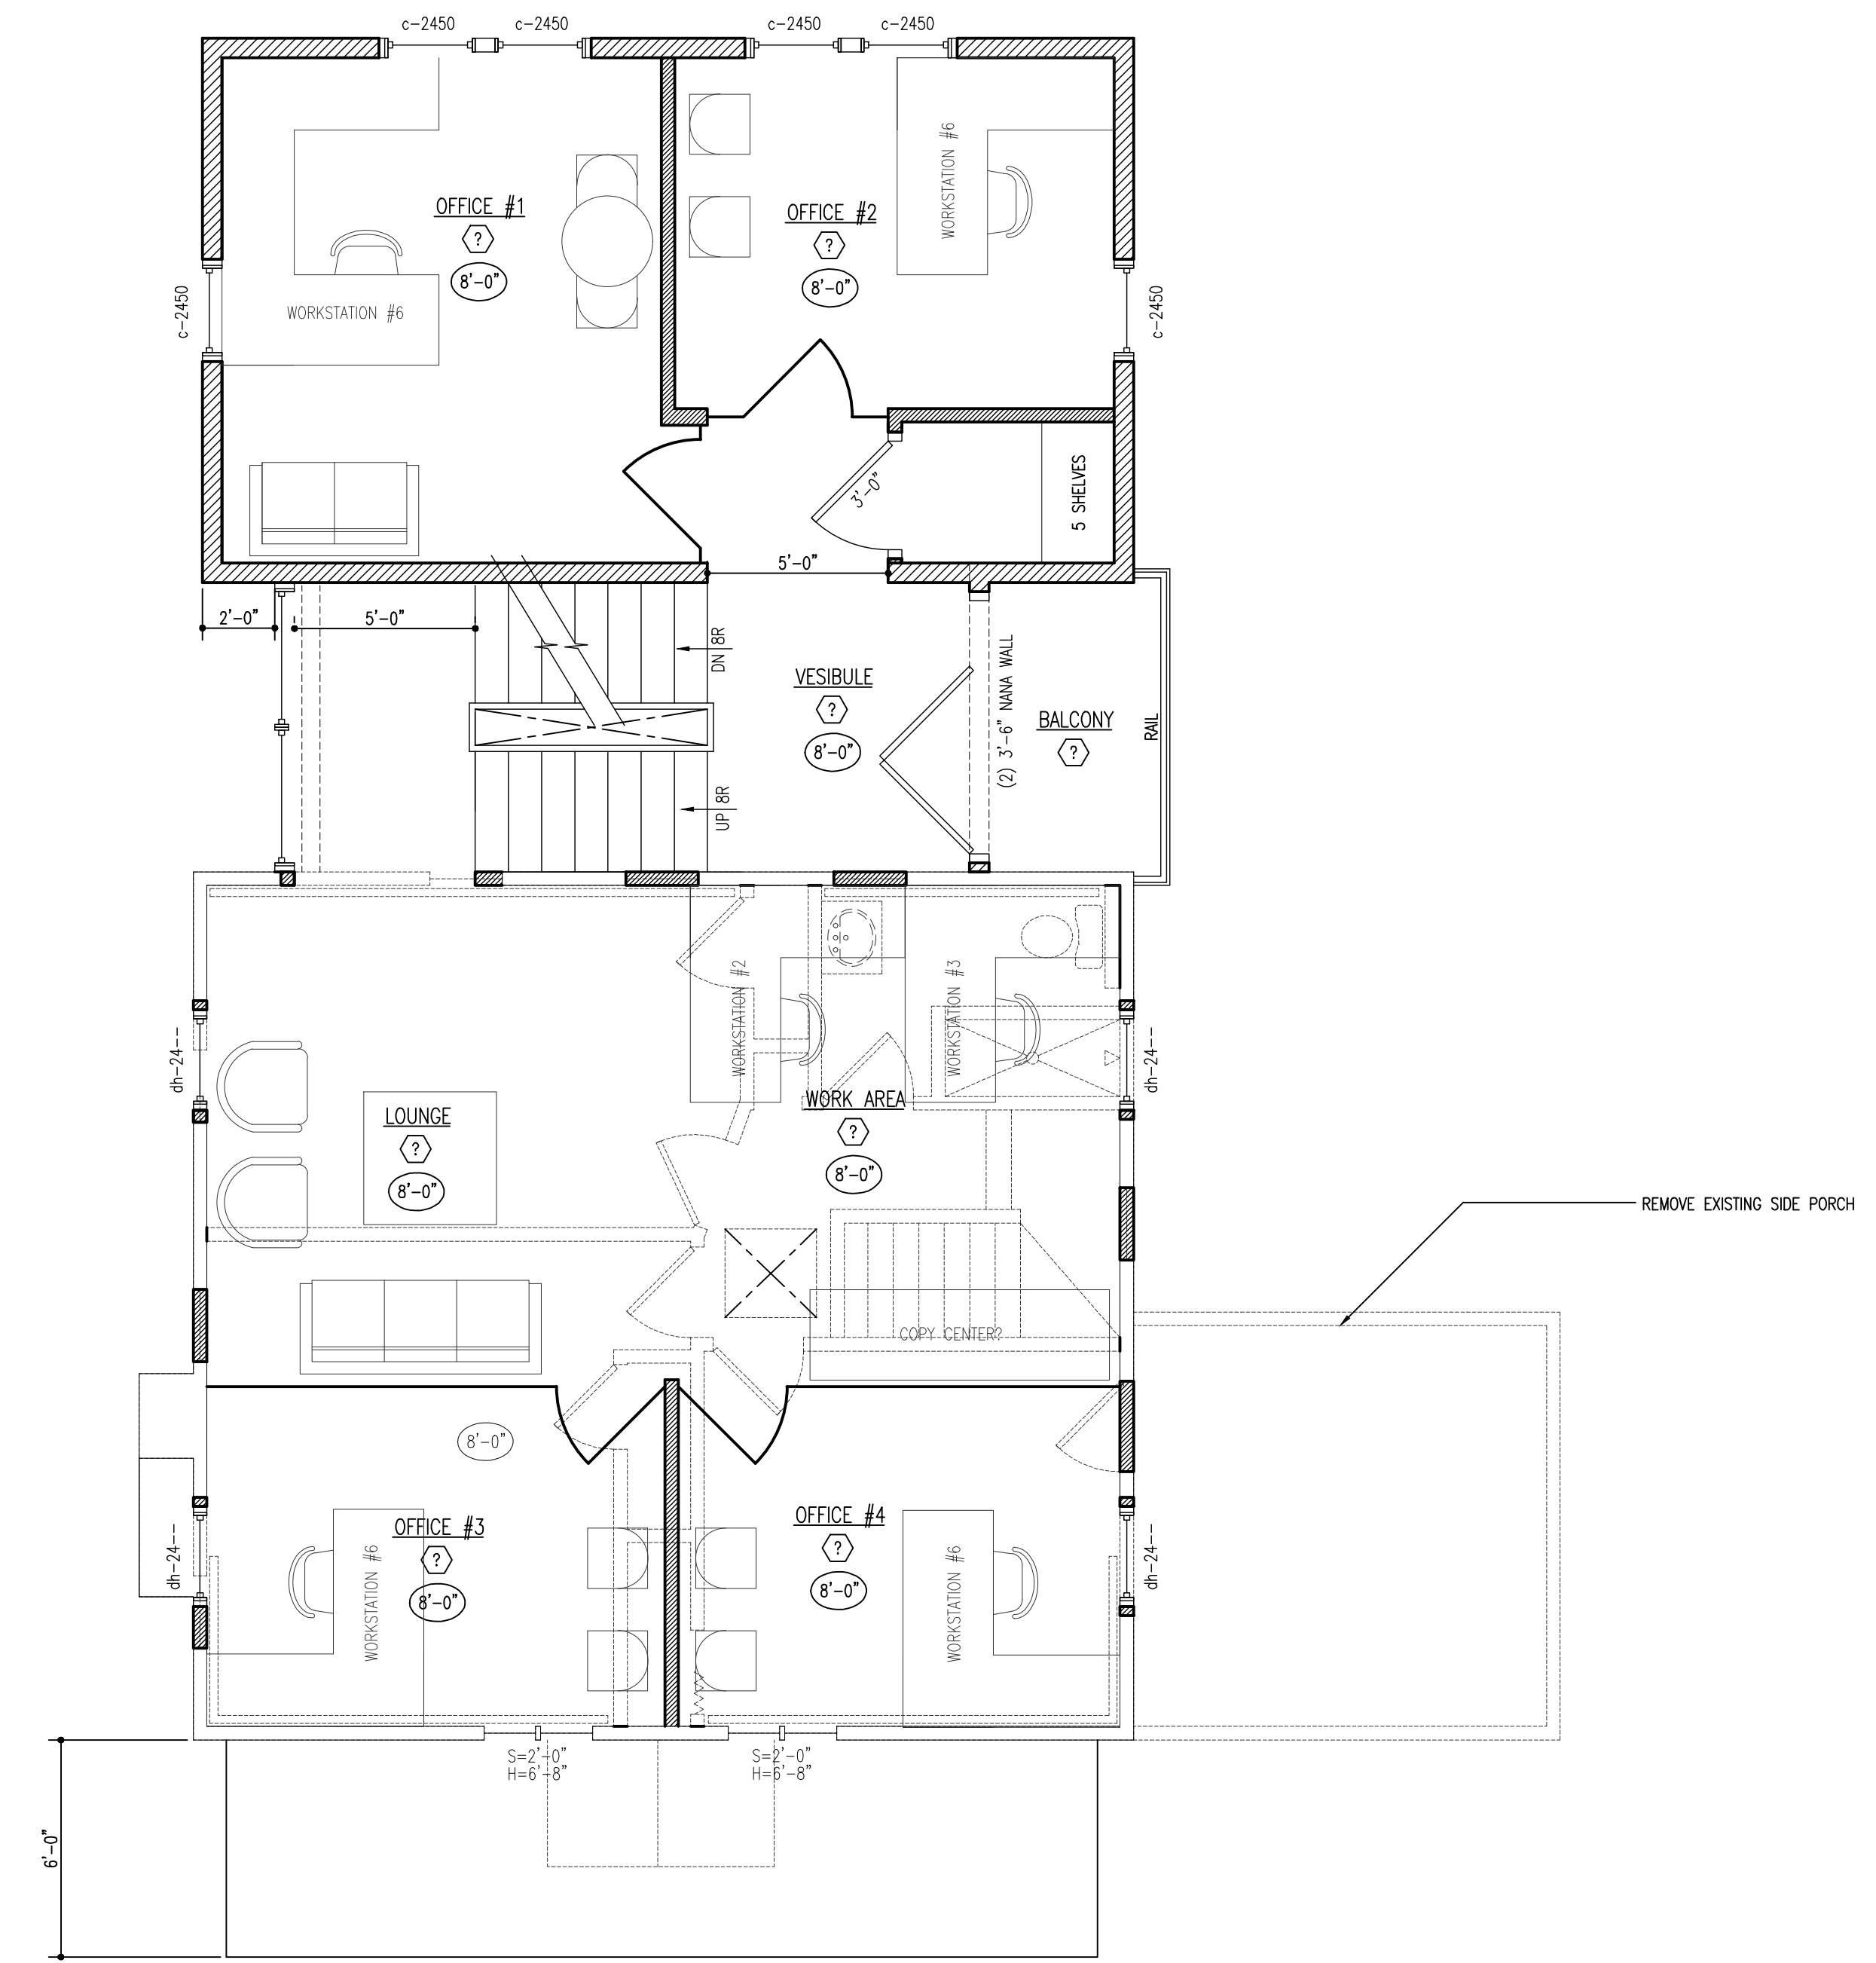 c-2450
c-2450
c-2450
c-2450
OFFICE #1
?
8'-0"
WORKSTATION #6
c-2450
OFFICE #2
?
8'-0"
WORKSTATION #6
c-2450
3'-0"
5 SHELVES
5'-0"
2'-0"
5'-0"
DN 8R
UP 8R
VESIBULE
?
8'-0"
(2) 3'-6" NANA WALL
BALCONY
?
RAIL
WORKSTATION #2
WORKSTATION #3
dh-24--
dh-24--
LOUNGE
?
8'-0"
WORK AREA
?
8'-0"
REMOVE EXISTING SIDE PORCH
COPY CENTER?
8'-0"
OFFICE #3
?
8'-0"
WORKSTATION #6
dh-24--
OFFICE #4
?
8'-0"
WORKSTATION #6
dh-24--
S=2'-0"
H=6'-8"
S=2'-0"
H=6'-8"
6'-0"